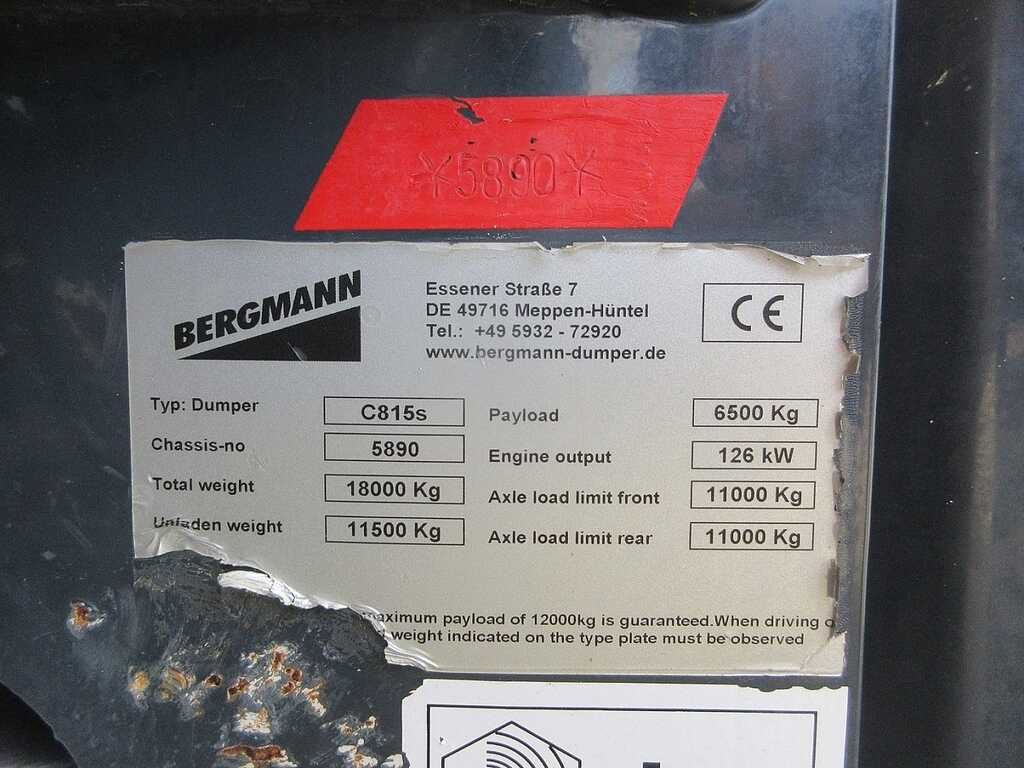 *5890*
BERGMANN
Essener Straße 7
DE 49716 Meppen-Hüntel
Tel.: +49 5932 - 72920
www.bergmann-dumper.de
CE
Typ: Dumper C815s Payload 6500 Kg
Chassis-no 5890 Engine output 126 kW
Total weight 18000 Kg Axle load limit front 11000 Kg
Unladen weight 11500 Kg Axle load limit rear 11000 Kg
maximum payload of 12000kg is guaranteed.When driving
weight indicated on the type plate must be observed